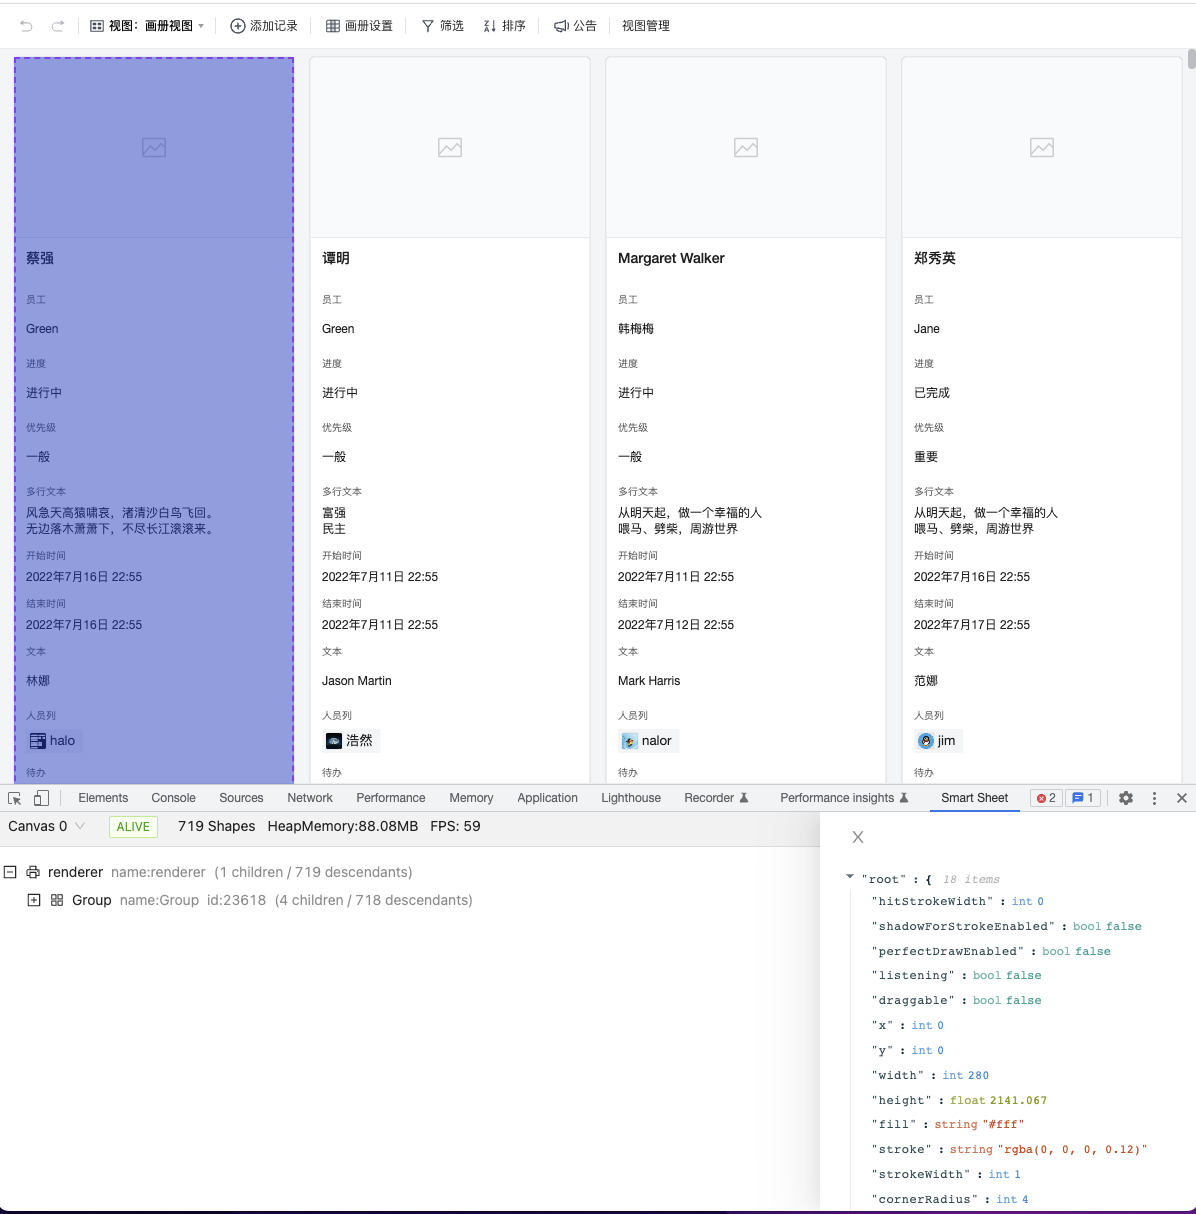 视图：画册视图 添加记录 画册设置 筛选 排序 公告 视图管理
蔡强
员工
Green
进度
进行中
优先级
一般
多行文本
风急天高猿啸哀，渚清沙白鸟飞回。
无边落木萧萧下，不尽长江滚滚来。
开始时间
2022年7月16日 22:55
结束时间
2022年7月16日 22:55
文本
林娜
人员列
halo
待办
谭明
员工
Green
进度
进行中
优先级
一般
多行文本
富强
民主
开始时间
2022年7月11日 22:55
结束时间
2022年7月11日 22:55
文本
Jason Martin
人员列
浩然
待办
Margaret Walker
员工
韩梅梅
进度
进行中
优先级
一般
多行文本
从明天起，做一个幸福的人
喂马、劈柴，周游世界
开始时间
2022年7月11日 22:55
结束时间
2022年7月12日 22:55
文本
Mark Harris
人员列
nalor
待办
郑秀英
员工
Jane
进度
已完成
优先级
重要
多行文本
从明天起，做一个幸福的人
喂马、劈柴，周游世界
开始时间
2022年7月16日 22:55
结束时间
2022年7月17日 22:55
文本
范娜
人员列
jim
待办
Elements Console Sources Network Performance Memory Application Lighthouse Recorder Performance insights Smart Sheet 2 1
Canvas 0 ALIVE 719 Shapes HeapMemory:88.08MB FPS: 59
renderer name:renderer (1 children / 719 descendants)
Group name:Group id:23618 (4 children / 718 descendants)
X
"root" : { 18 items
"hitStrokeWidth" : int 0
"shadowForStrokeEnabled" : bool false
"perfectDrawEnabled" : bool false
"listening" : bool false
"draggable" : bool false
"x" : int 0
"y" : int 0
"width" : int 280
"height" : float 2141.067
"fill" : string "#fff"
"stroke" : string "rgba(0, 0, 0, 0.12)"
"strokeWidth" : int 1
"cornerRadius" : int 4